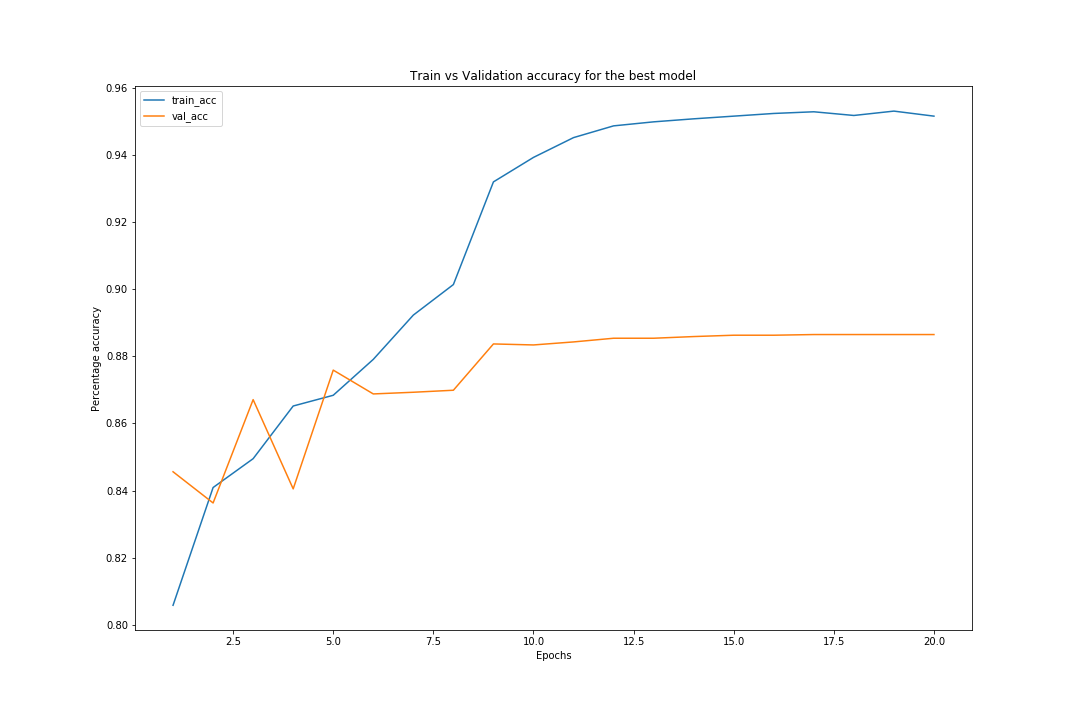 Train vs Validation accuracy for the best model
train_acc
val_acc
Percentage accuracy
0.96
0.94
0.92
0.90
0.88
0.86
0.84
0.82
0.80
2.5 5.0 7.5 10.0 12.5 15.0 17.5 20.0
Epochs